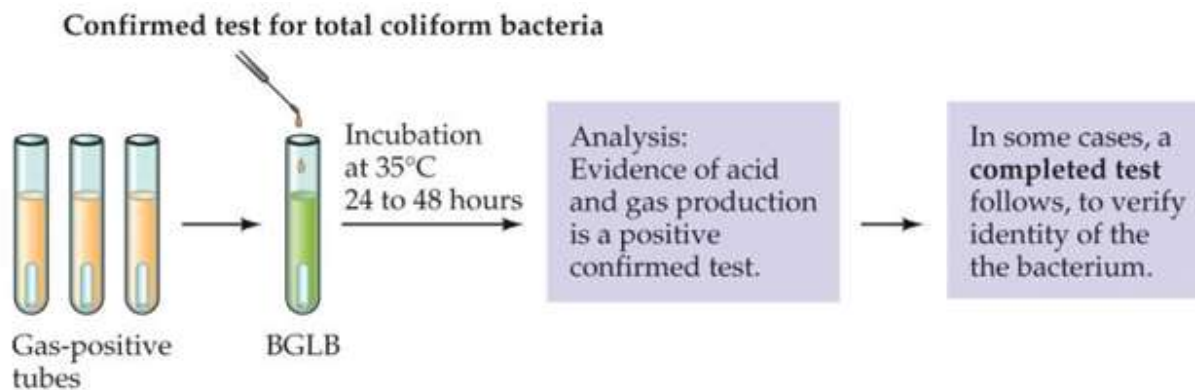 Confirmed test for total coliform bacteria
Gas-positive
tubes
BGLB
Incubation
at 35°C
24 to 48 hours
Analysis:
Evidence of acid
and gas production
is a positive
confirmed test.
In some cases, a
completed test
follows, to verify
identity of the
the bacterium.